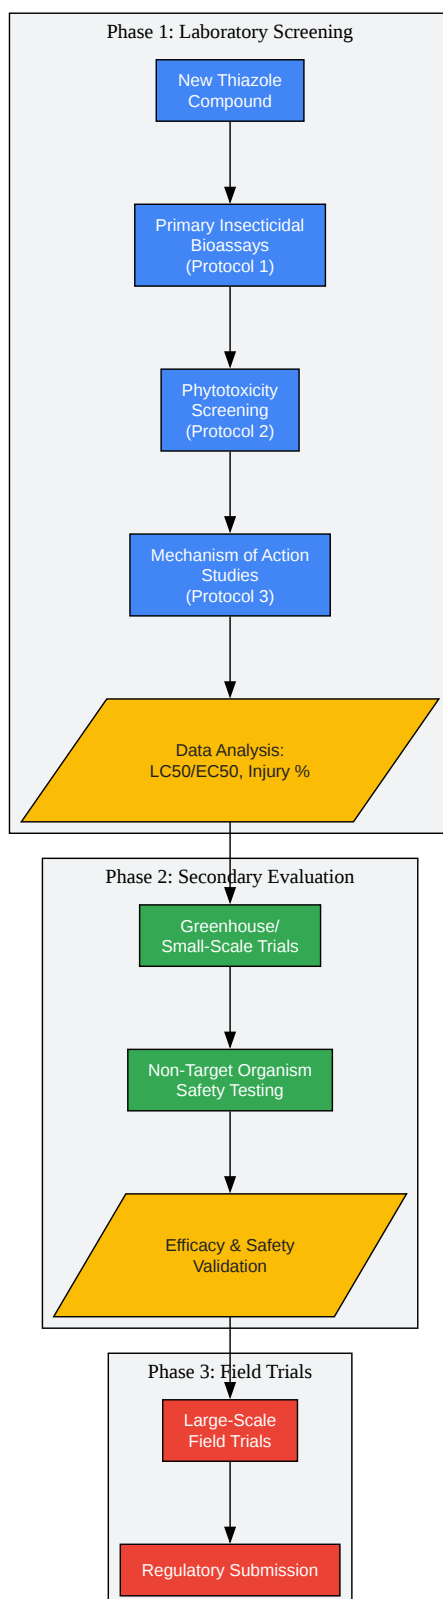 Phase 1: Laboratory Screening
New Thiazole
Compound
Primary Insecticidal
Bioassays
(Protocol 1)
Phytotoxicity
Screening
(Protocol 2)
Mechanism of Action
Studies
(Protocol 3)
Data Analysis:
LC50/EC50, Injury %
Phase 2: Secondary Evaluation
Greenhouse/
Small-Scale Trials
Non-Target Organism
Safety Testing
Efficacy & Safety
Validation
Phase 3: Field Trials
Large-Scale
Field Trials
Regulatory Submission